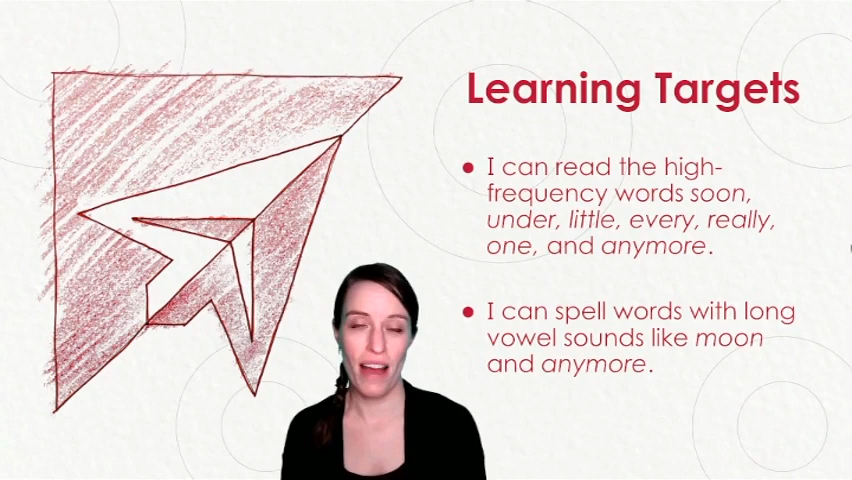 Learning Targets
● I can read the high-
frequency words soon,
under, little, every, really,
one, and anymore.
● I can spell words with long
vowel sounds like moon
and anymore.